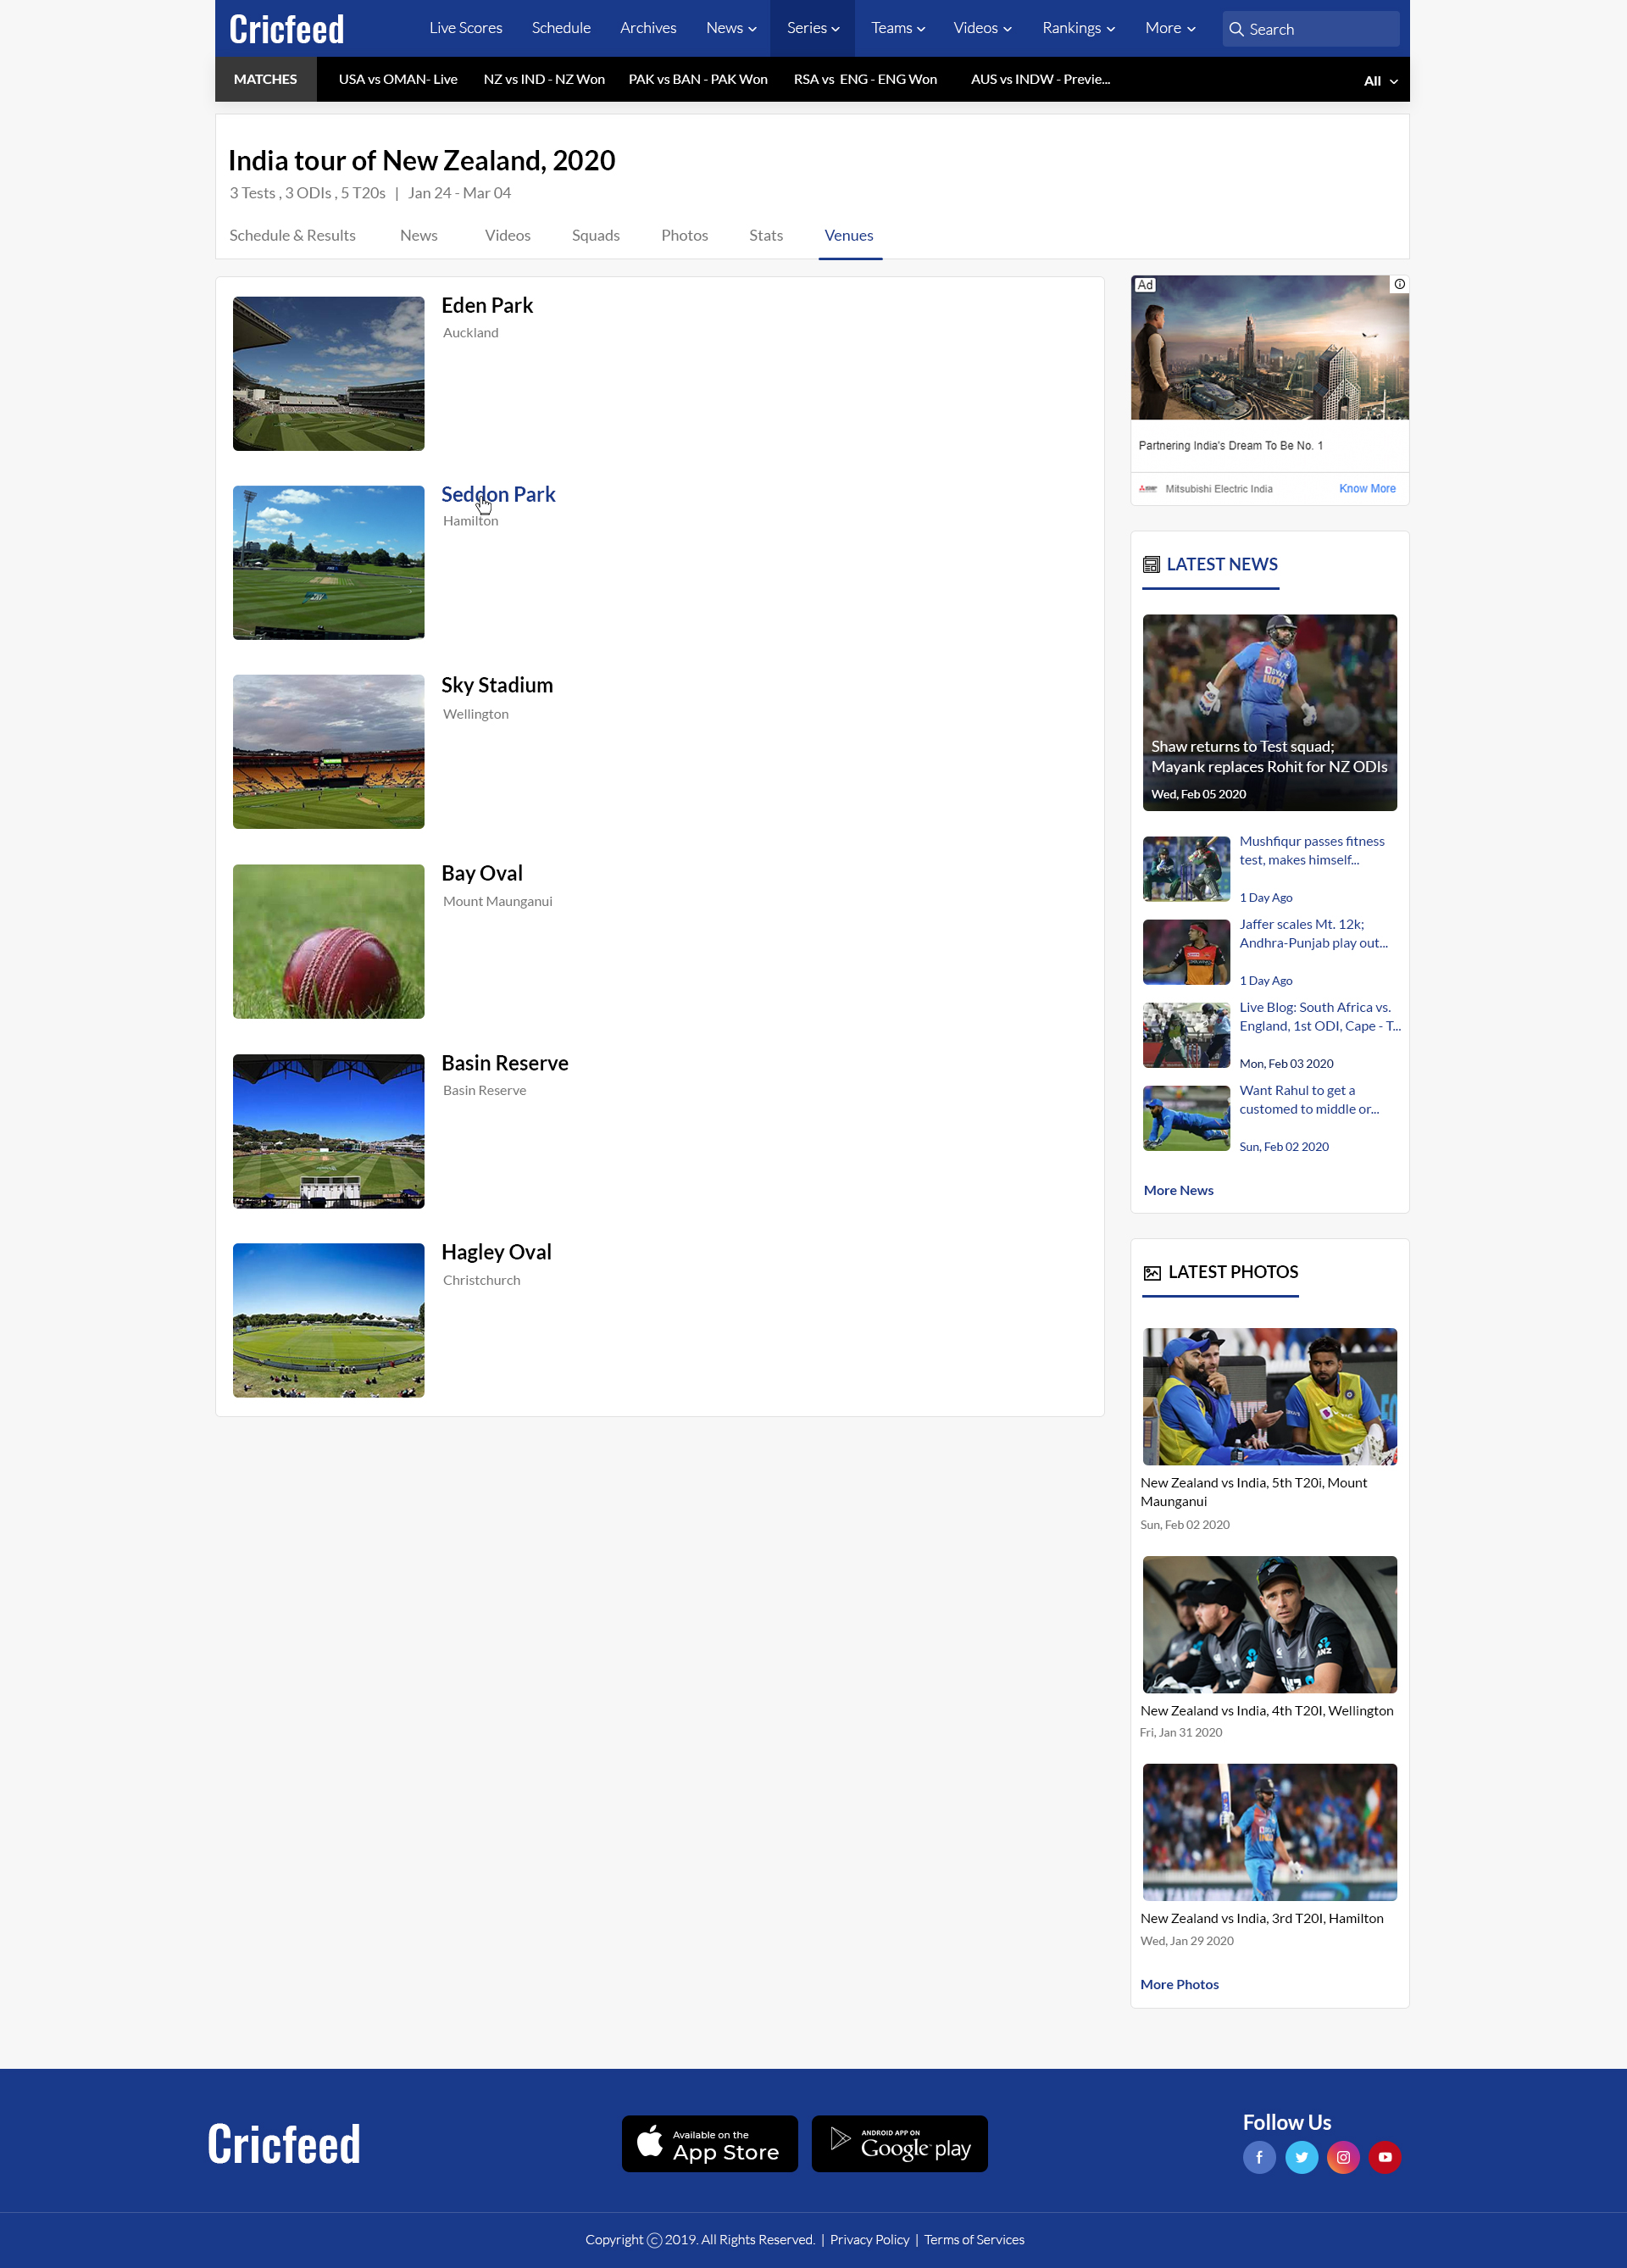 Cricfeed
Live Scores Schedule Archives News Series Teams Videos Rankings More Search
MATCHES USA vs OMAN- Live NZ vs IND - NZ Won PAK vs BAN - PAK Won RSA vs ENG - ENG Won AUS vs INDW - Previe... All
India tour of New Zealand, 2020
3 Tests , 3 ODIs , 5 T20s | Jan 24 - Mar 04
Schedule & Results News Videos Squads Photos Stats Venues
Eden Park
Auckland
Seddon Park
Hamilton
Sky Stadium
Wellington
Bay Oval
Mount Maunganui
Basin Reserve
Basin Reserve
Hagley Oval
Christchurch
Ad
Partnering India's Dream To Be No. 1
Mitsubishi Electric India Know More
LATEST NEWS
Shaw returns to Test squad;
Mayank replaces Rohit for NZ ODIs
Wed, Feb 05 2020
Mushfiqur passes fitness
test, makes himself...
1 Day Ago
Jaffer scales Mt. 12k;
Andhra-Punjab play out...
1 Day Ago
Live Blog: South Africa vs.
England, 1st ODI, Cape - T...
Mon, Feb 03 2020
Want Rahul to get a
customed to middle or...
Sun, Feb 02 2020
More News
LATEST PHOTOS
New Zealand vs India, 5th T20i, Mount
Maunganui
Sun, Feb 02 2020
New Zealand vs India, 4th T20I, Wellington
Fri, Jan 31 2020
New Zealand vs India, 3rd T20I, Hamilton
Wed, Jan 29 2020
More Photos
Cricfeed
Available on the
App Store
ANDROID APP ON
Google play
Follow Us
Copyright © 2019. All Rights Reserved. | Privacy Policy | Terms of Services